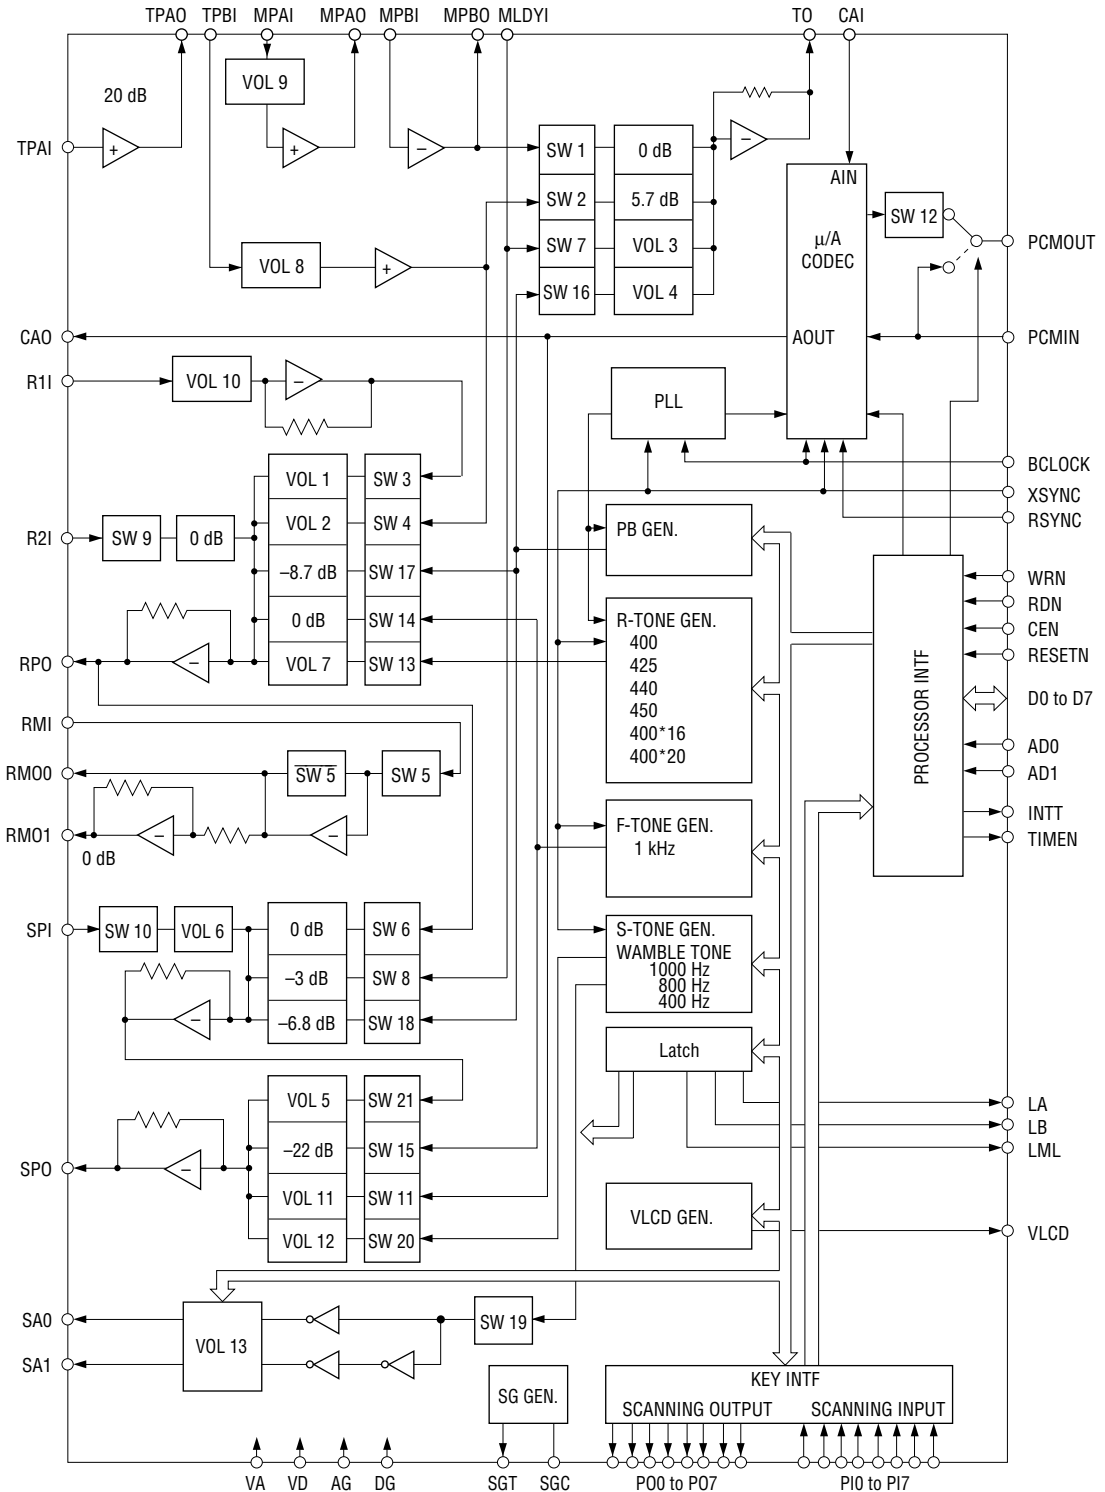 TPAO TPBI MPAI MPAO MPBI MPBO MLDYI TO CAI
VOL 9
20 dB
TPAI
+
+
–
SW 1
0 dB
–
AIN
SW 2
5.7 dB
SW 12
μ/A
CODEC
PCMOUT
SW 7
VOL 3
VOL 8
+
SW 16
VOL 4
CAO
AOUT
PCMIN
R1I
VOL 10
–
PLL
BCLOCK
VOL 1
SW 3
XSYNC
RSYNC
VOL 2
SW 4
PB GEN.
R2I
SW 9
0 dB
–8.7 dB
SW 17
WRN
RDN
0 dB
SW 14
R-TONE GEN.
400
425
440
450
400*16
400*20
CEN
RESETN
RPO
–
VOL 7
SW 13
PROCESSOR INTF
D0 to D7
RMI
AD0
AD1
RMO0
SW 5
SW 5
INTT
TIMEN
RMO1
–
–
0 dB
F-TONE GEN.
1 kHz
SPI
SW 10
VOL 6
0 dB
SW 6
S-TONE GEN.
WAMBLE TONE
1000 Hz
800 Hz
400 Hz
–3 dB
SW 8
–
–6.8 dB
SW 18
Latch
VOL 5
SW 21
LA
LB
LML
–22 dB
SW 15
SPO
–
VOL 11
SW 11
VLCD GEN.
VLCD
VOL 12
SW 20
SA0
VOL 13
SW 19
SA1
SG GEN.
KEY INTF
SCANNING OUTPUT SCANNING INPUT
VA VD AG DG SGT SGC PO0 to PO7 PI0 to PI7